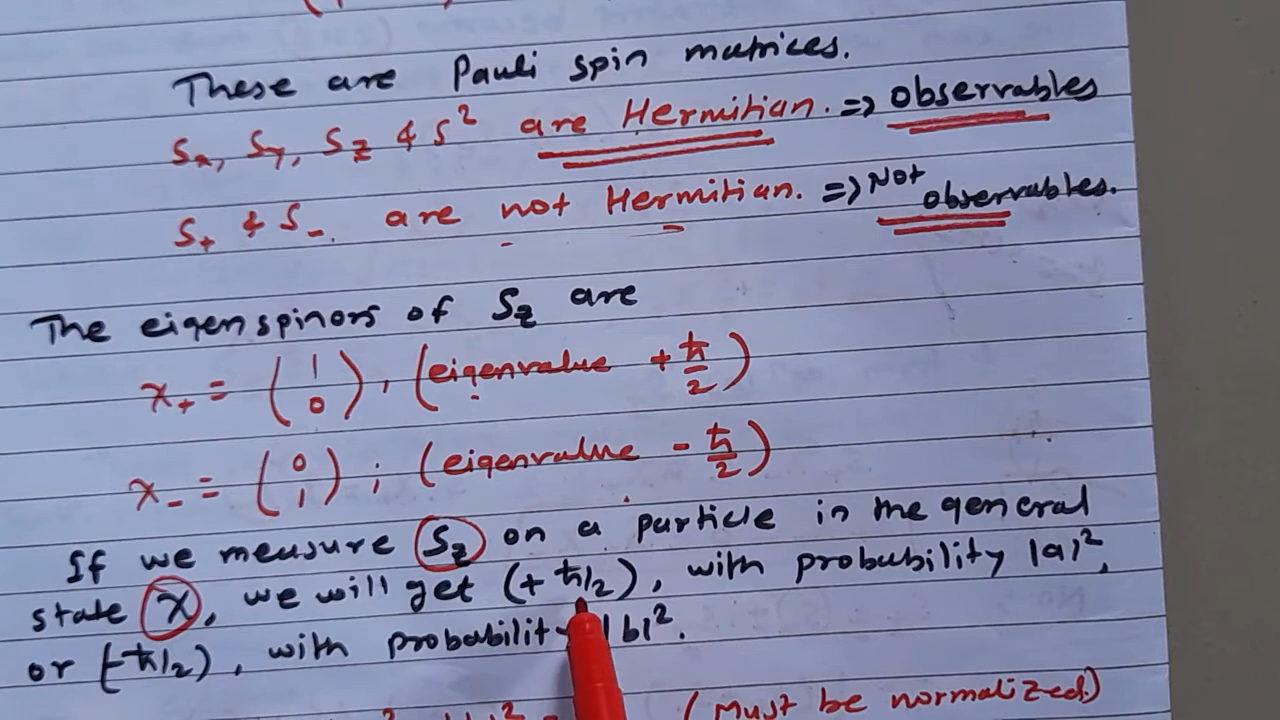 These are Pauli spin matrices.
Sx, Sy, Sz & S² are Hermitian. => observables
S+ & S-. are not Hermitian. => Not observables.
The eigenspinors of Sz are
χ+ = (1 0), (eigenvalue +ħ/2)
χ- = (0 1); (eigenvalue -ħ/2)
If we measure Sz on a particle in the general
state χ, we will get (+ħ/2), with probability |a|²,
or (-ħ/2), with probability |b|².
(Must be normalized.)